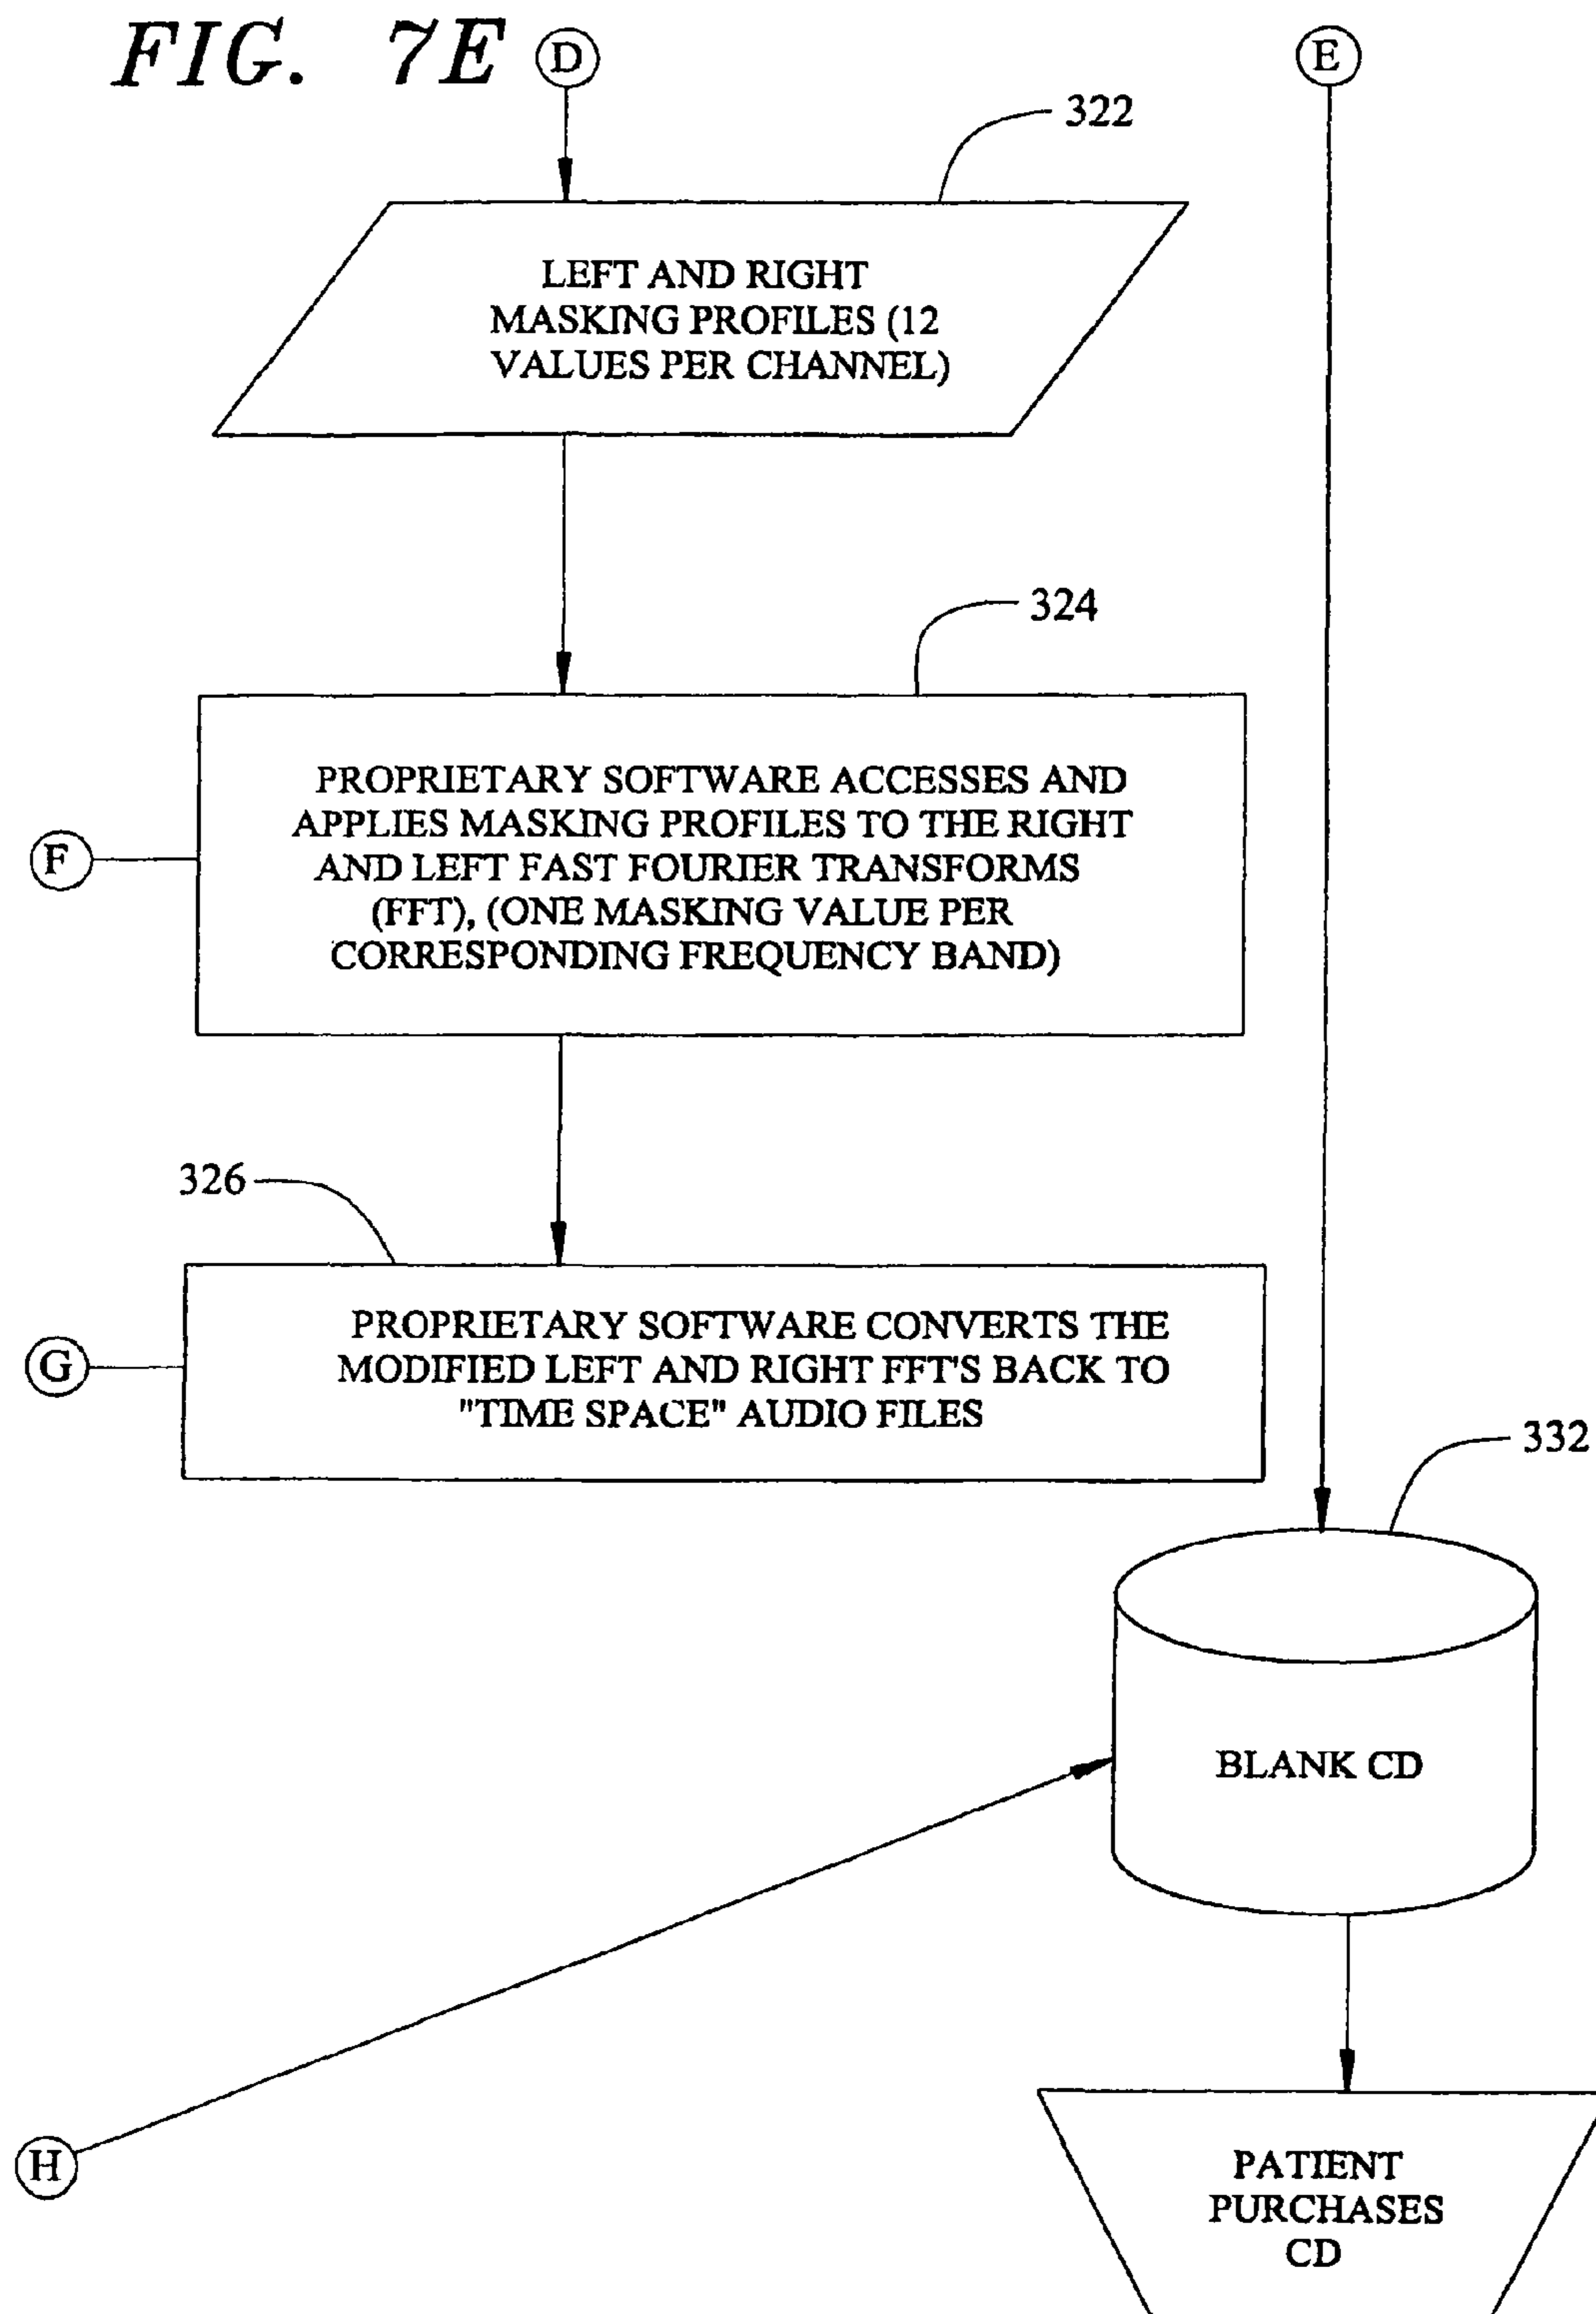 FIG. 7E
D
E
322
LEFT AND RIGHT
MASKING PROFILES (12
VALUES PER CHANNEL)
324
PROPRIETARY SOFTWARE ACCESSES AND
APPLIES MASKING PROFILES TO THE RIGHT
AND LEFT FAST FOURIER TRANSFORMS
(FFT), (ONE MASKING VALUE PER
CORRESPONDING FREQUENCY BAND)
F
326
PROPRIETARY SOFTWARE CONVERTS THE
MODIFIED LEFT AND RIGHT FFT'S BACK TO
"TIME SPACE" AUDIO FILES
G
332
BLANK CD
H
PATIENT
PURCHASES
CD